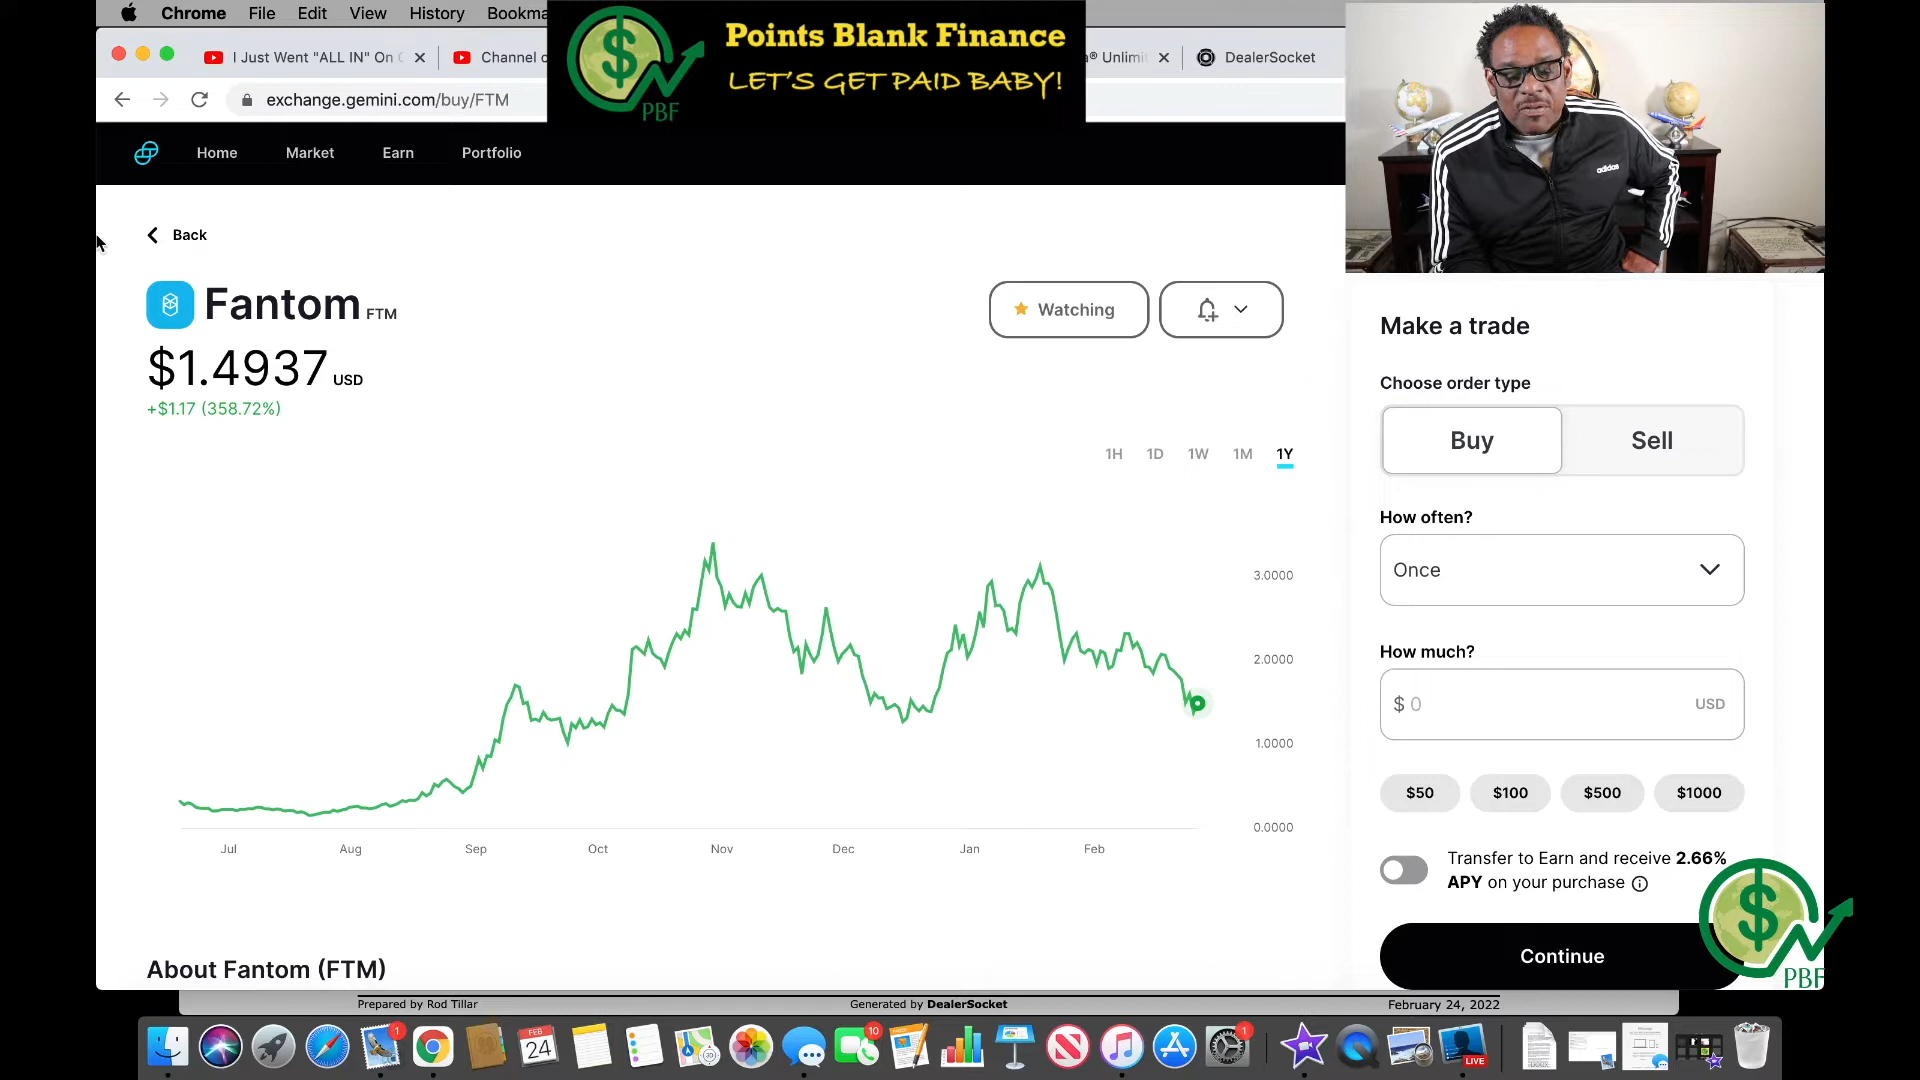 Chrome File Edit View History Bookma
Points Blank Finance
LET'S GET PAID BABY!
PBF
I Just Went "ALL IN" On
Channel
Unlimi
DealerSocket
exchange.gemini.com/buy/FTM
Home Market Earn Portfolio
adidas
Back
Fantom FTM
$1.4937 USD
+$1.17 (358.72%)
Watching
1H 1D 1W 1M 1Y
3.0000
2.0000
1.0000
0.0000
Jul Aug Sep Oct Nov Dec Jan Feb
About Fantom (FTM)
Make a trade
Choose order type
Buy Sell
How often?
Once
How much?
$ 0 USD
$50 $100 $500 $1000
Transfer to Earn and receive 2.66%
APY on your purchase
Continue
PBF
Prepared by Rod Tillar Generated by DealerSocket February 24, 2022
1
FEB
24
10
1
LIVE